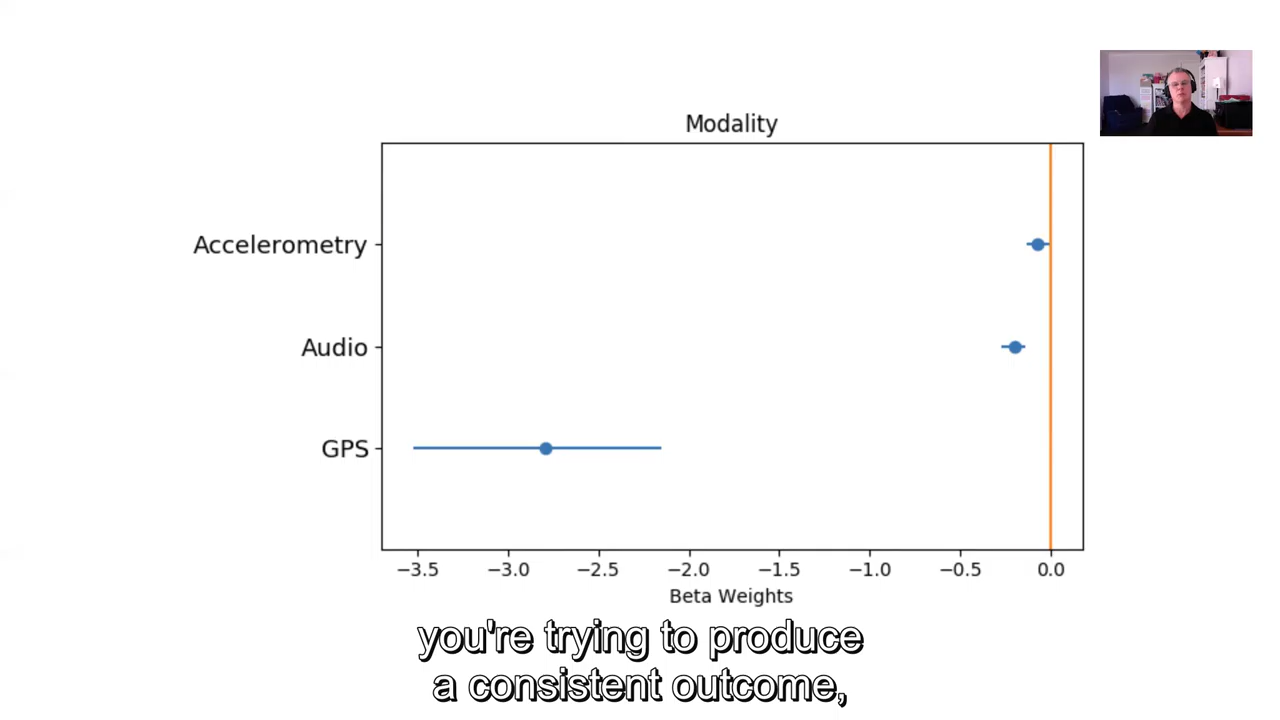 Modality
Accelerometry
Audio
GPS
−3.5 −3.0 −2.5 −2.0 −1.5 −1.0 −0.5 0.0
Beta Weights
you're trying to produce
a consistent outcome,